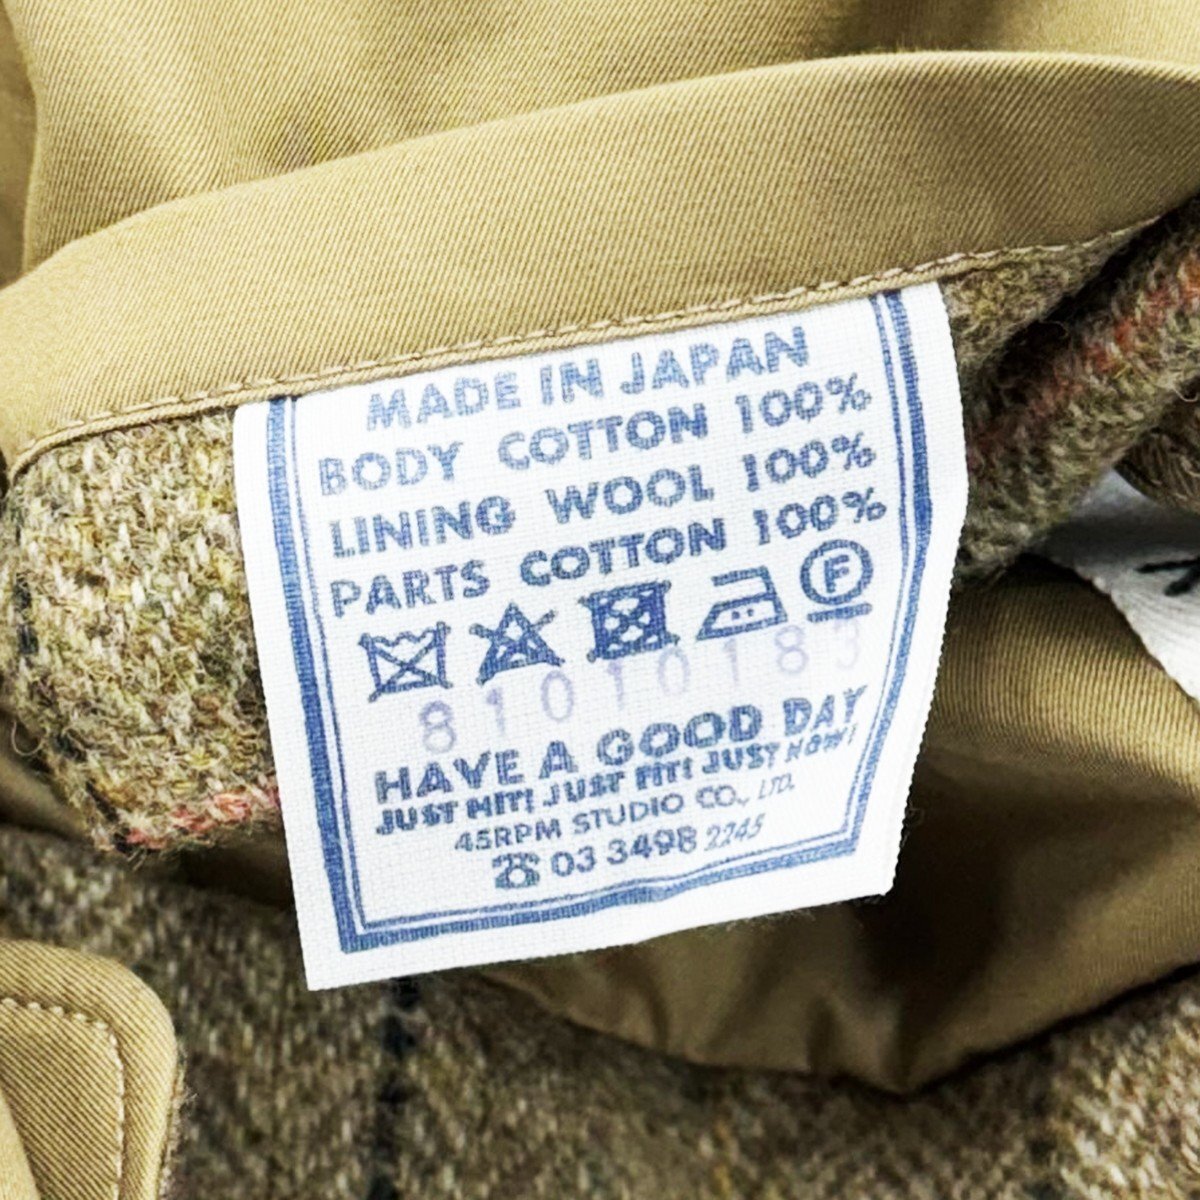 MADE IN JAPAN
BODY COTTON 100%
LINING WOOL 100%
PARTS COTTON 100%
F
81010183
HAVE A GOOD DAY
JUST HIT! JUST FIT! JUST NOW!
45RPM STUDIO CO., LTD.
☎ 03 3498 2245